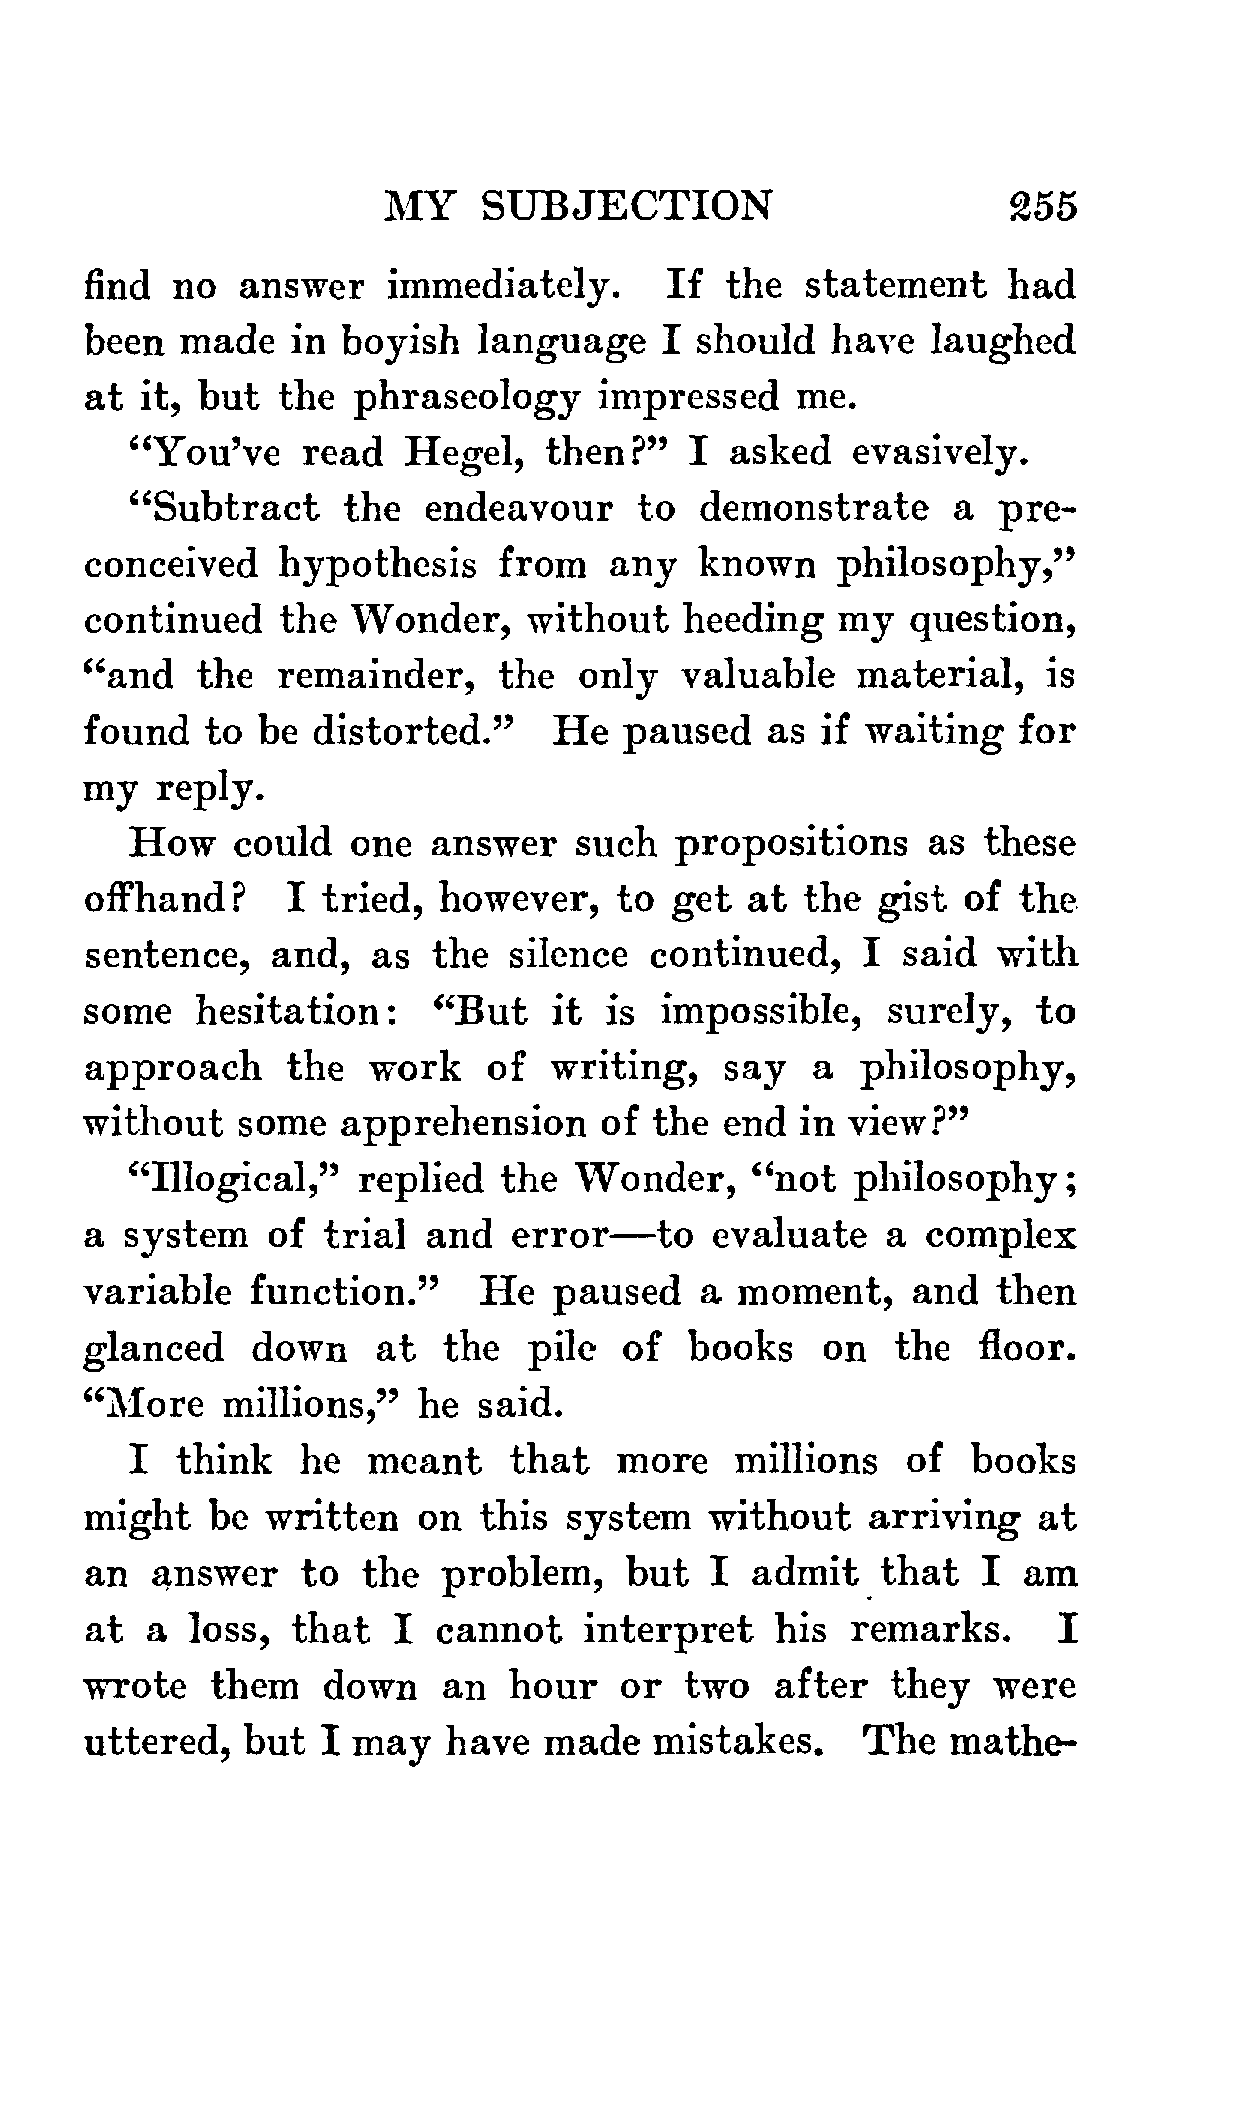 MY SUBJECTION 255
find no answer immediately. If the statement had
been made in boyish language I should have laughed
at it, but the phraseology impressed me.
“You’ve read Hegel, then?” I asked evasively.
“Subtract the endeavour to demonstrate a pre-
conceived hypothesis from any known philosophy,”
continued the Wonder, without heeding my question,
“and the remainder, the only valuable material, is
found to be distorted.” He paused as if waiting for
my reply.
How could one answer such propositions as these
offhand? I tried, however, to get at the gist of the
sentence, and, as the silence continued, I said with
some hesitation: “But it is impossible, surely, to
approach the work of writing, say a philosophy,
without some apprehension of the end in view?”
“Illogical,” replied the Wonder, “not philosophy;
a system of trial and error—to evaluate a complex
variable function.” He paused a moment, and then
glanced down at the pile of books on the floor.
“More millions,” he said.
I think he meant that more millions of books
might be written on this system without arriving at
an answer to the problem, but I admit that I am
at a loss, that I cannot interpret his remarks. I
wrote them down an hour or two after they were
uttered, but I may have made mistakes. The mathe-